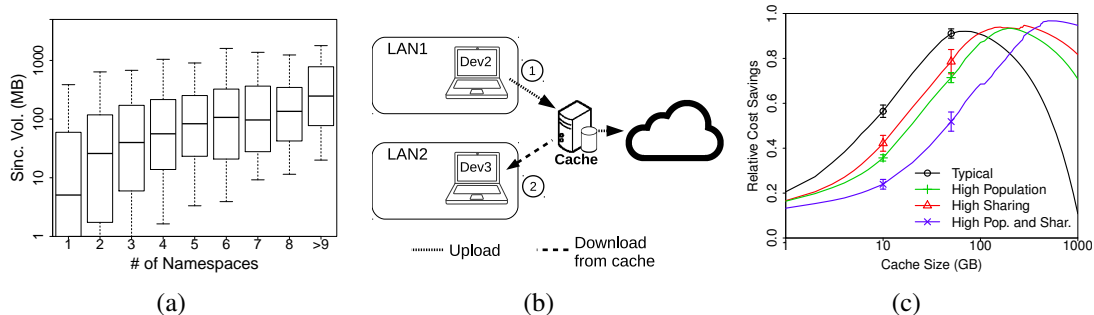 Sinc. Vol. (MB)
1 10 100 1000
1 2 3 4 5 6 7 8 >9
# of Namespaces
(a)
LAN1
Dev2
1
Cache
LAN2
Dev3
2
Upload
Download
from cache
(b)
Relative Cost Savings
0.0 0.2 0.4 0.6 0.8 1.0
Typical
High Population
High Sharing
High Pop. and Shar.
1 10 100 1000
Cache Size (GB)
(c)